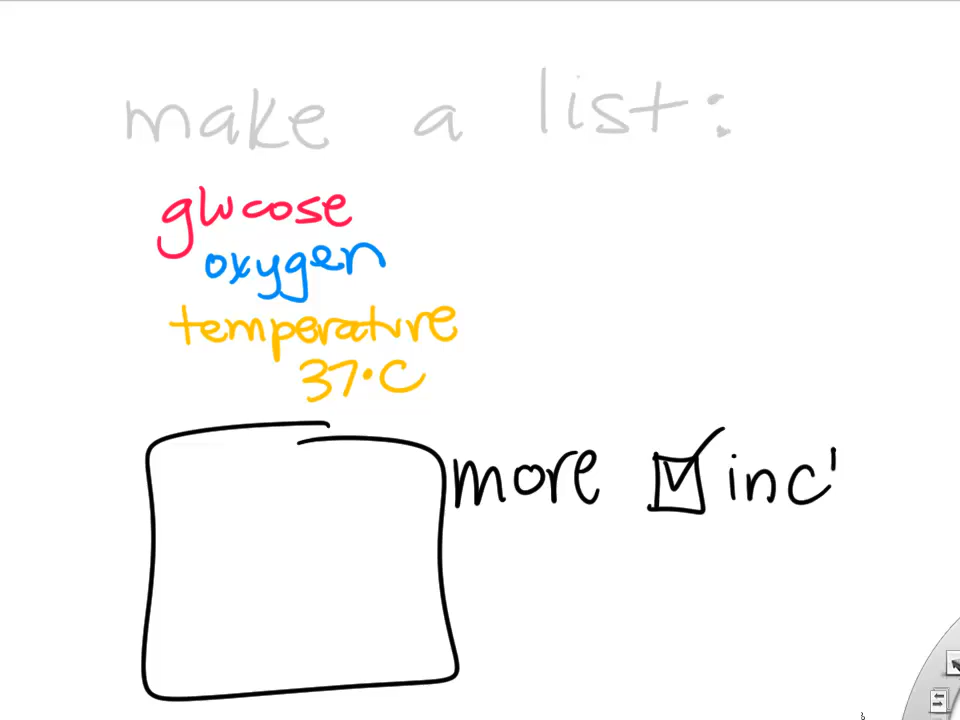 make a list:
glucose
oxygen
temperature
37°C
more ☑ inc'